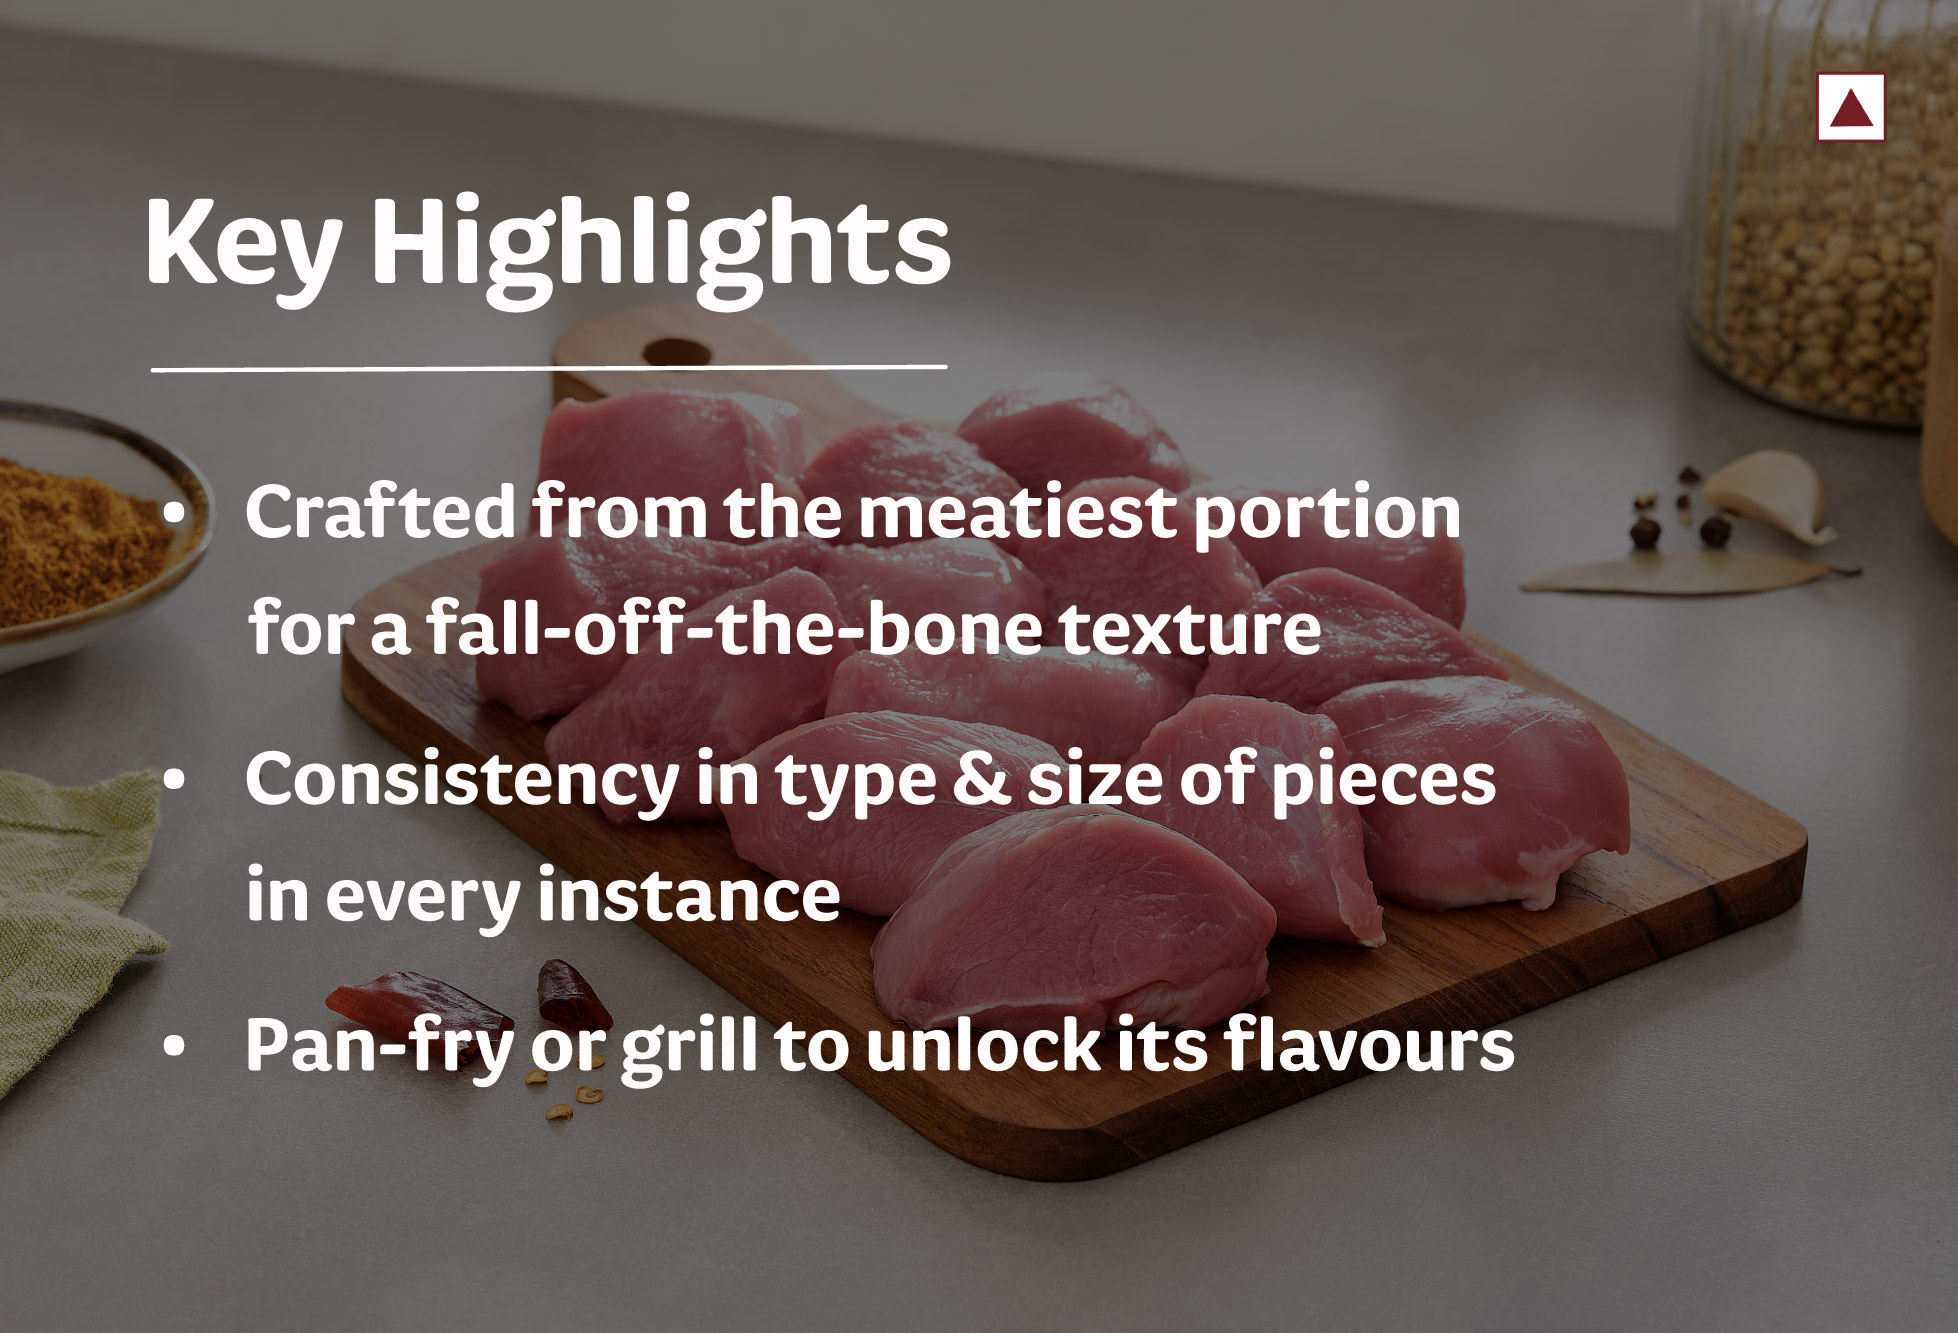 Key Highlights
• Crafted from the meatiest portion
for a fall-off-the-bone texture
• Consistency in type & size of pieces
in every instance
• Pan-fry or grill to unlock its flavours